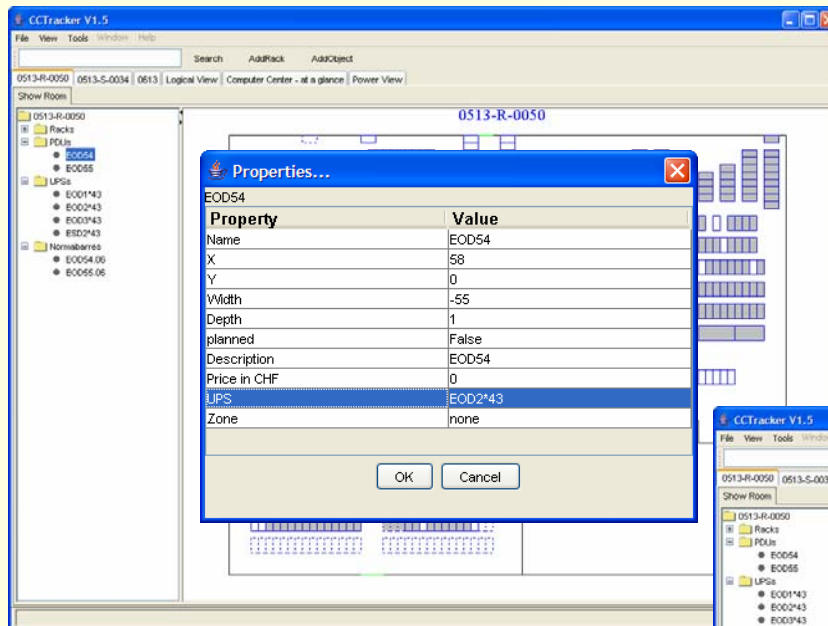 CCTracker V1.5
File View Tools Window Help
Search AddRack AddObject
0513-R-0050 0513-S-0034 0613 Logical View Computer Center - at a glance Power View
Show Room
0513-R-0050
Racks
PDUs
EOD54
EOD55
UPSs
EOD1*43
EOD2*43
EOD3*43
ESD2*43
Normabarres
EOD54.06
EOD55.06
0513-R-0050
Properties...
EOD54
Property Value
Name EOD54
X 58
Y 0
Width -55
Depth 1
planned False
Description EOD54
Price in CHF 0
UPS EOD2*43
Zone none
OK Cancel
CCTracker V1.5
File View Tools
0513-R-0050
Show Room
0513-R-0050
Racks
PDUs
EOD54
EOD55
UPSs
EOD1*43
EOD2*43
EOD3*43